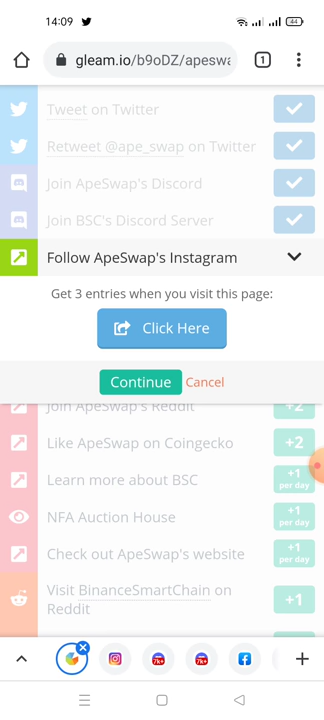 14:09
44
gleam.io/b9oDZ/apeswa
1
Tweet on Twitter
Retweet @ape_swap on Twitter
Join ApeSwap's Discord
Join BSC's Discord Server
Follow ApeSwap's Instagram
Get 3 entries when you visit this page:
Click Here
Continue Cancel
Join ApeSwap's Reddit +2
Like ApeSwap on Coingecko +2
Learn more about BSC +1
per day
NFA Auction House +1
per day
Check out ApeSwap's website +1
per day
Visit BinanceSmartChain on
Reddit +1
7k+ 7k+